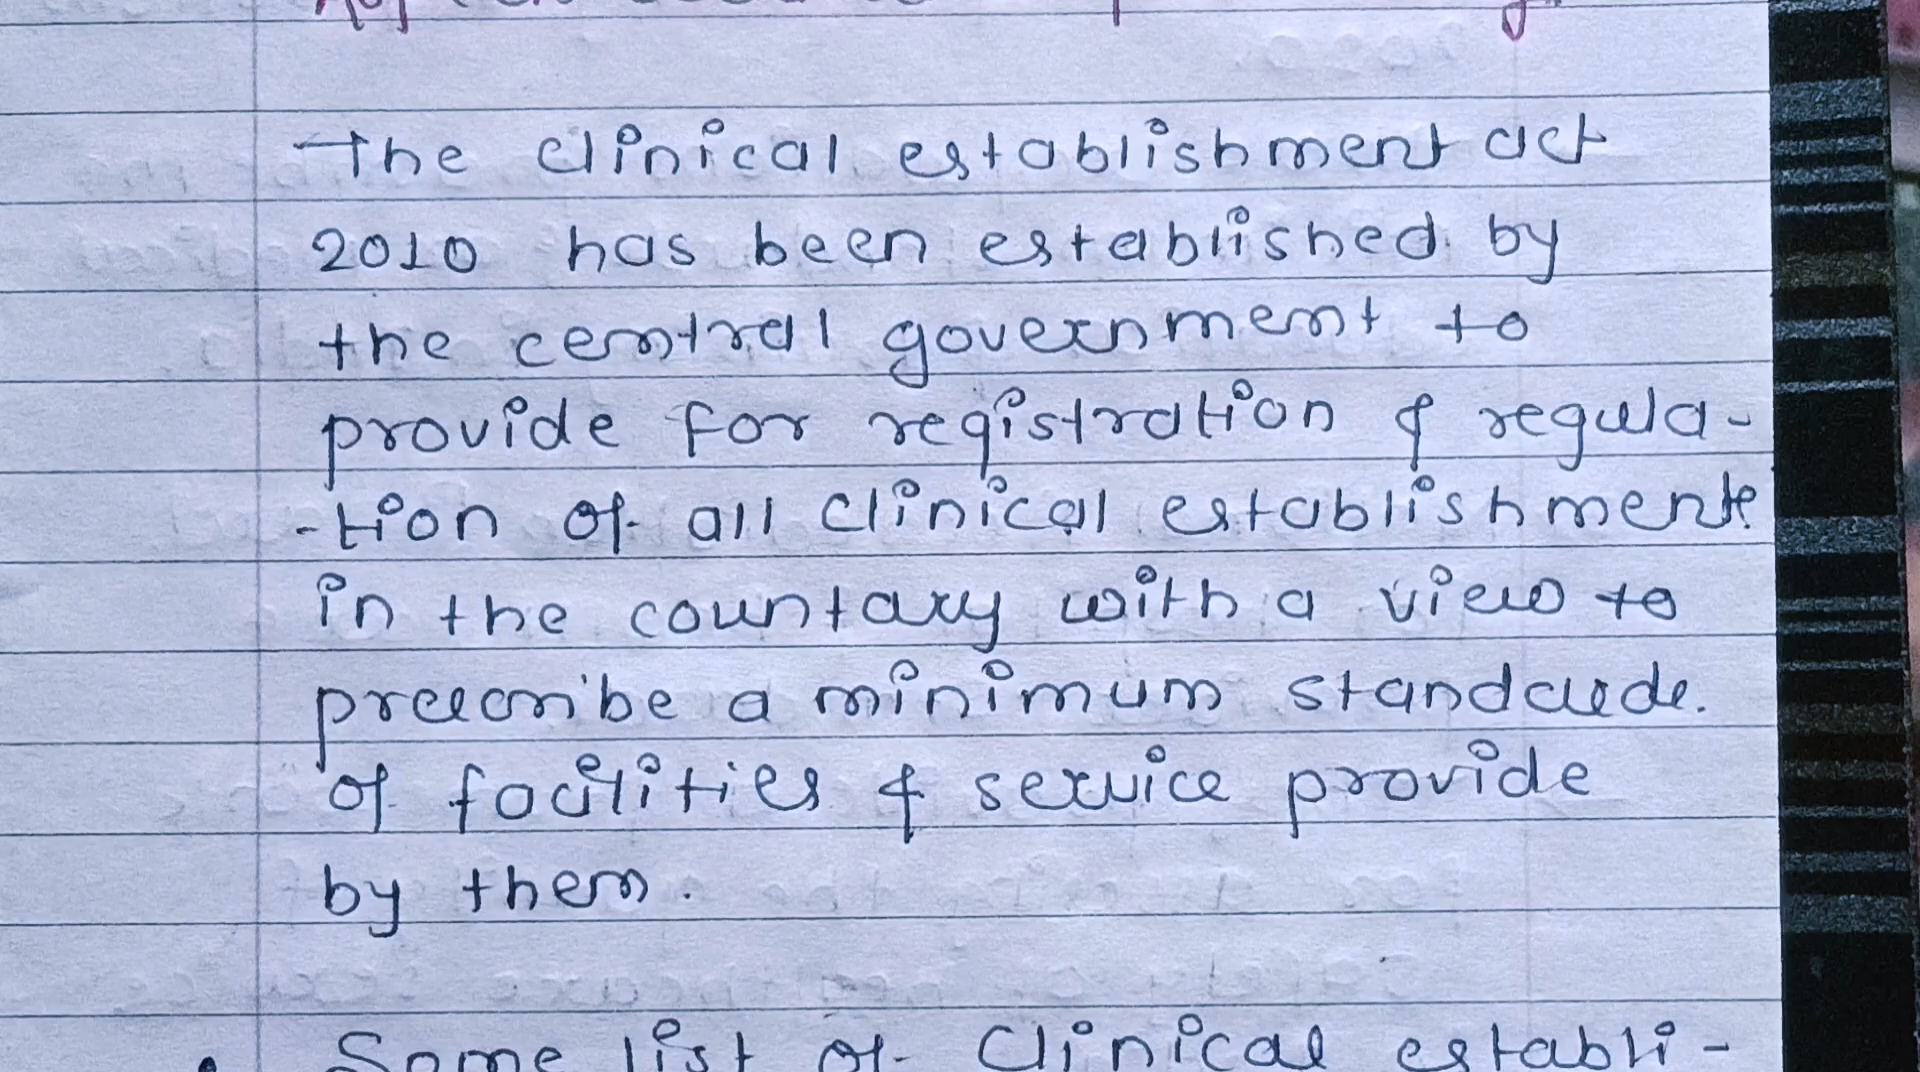 The clinical establishment act
2010 has been established by
the central government to
provide for registration & regula-
-tion of all clinical establishments
in the countary with a view to
prescribe a minimum standards.
of facilities & service provide
by them.
Some list of Clinical establi-